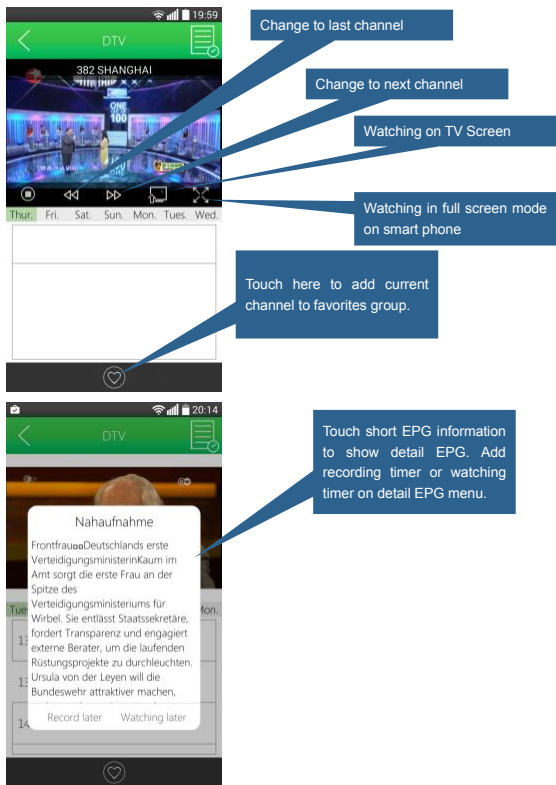 19:59
DTV
382 SHANGHAI
ONE
100
Thur. Fri. Sat. Sun. Mon. Tues. Wed.
Change to last channel
Change to next channel
Watching on TV Screen
Watching in full screen mode
on smart phone
Touch here to add current
channel to favorites group.
20:14
DTV
Nahaufnahme
FrontfrauDeutschlands erste
VerteidigungsministerinKaum im
Amt sorgt die erste Frau an der
Spitze des
Verteidigungsministeriums für
Wirbel. Sie entlässt Staatssekretäre,
fordert Transparenz und engagiert
externe Berater, um die laufenden
Rüstungsprojekte zu durchleuchten.
Ursula von der Leyen will die
Bundeswehr attraktiver machen,
Record later Watching later
Tue
Mon.
13
13
14
Touch short EPG information
to show detail EPG. Add
recording timer or watching
timer on detail EPG menu.